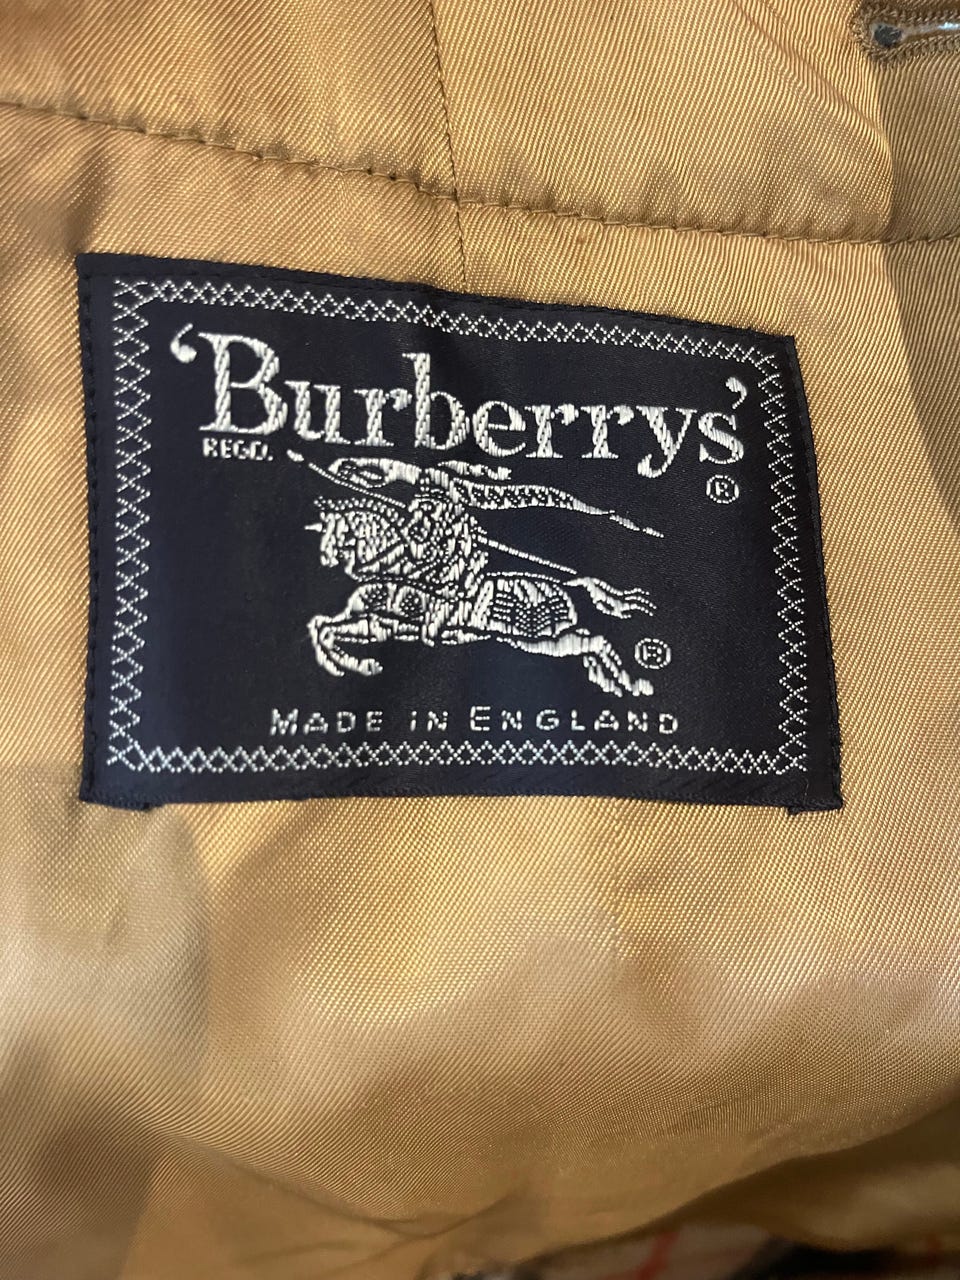 ‘Burberrys’
REGD.
®
®
MADE IN ENGLAND